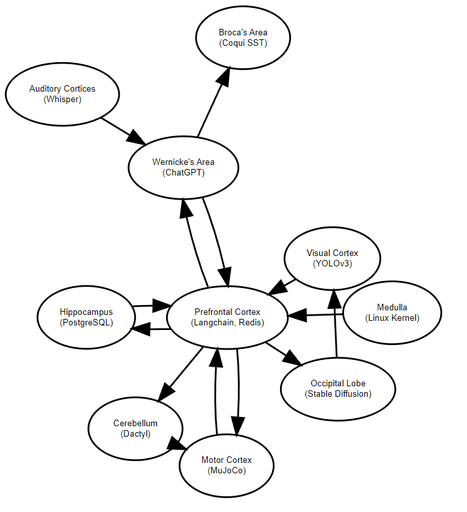 Broca's Area
(Coqui SST)
Auditory Cortices
(Whisper)
Wernicke's Area
(ChatGPT)
Visual Cortex
(YOLOv3)
Hippocampus
(PostgreSQL)
Prefrontal Cortex
(Langchain, Redis)
Medulla
(Linux Kernel)
Occipital Lobe
(Stable Diffusion)
Cerebellum
(Dactyl)
Motor Cortex
(MuJoCo)